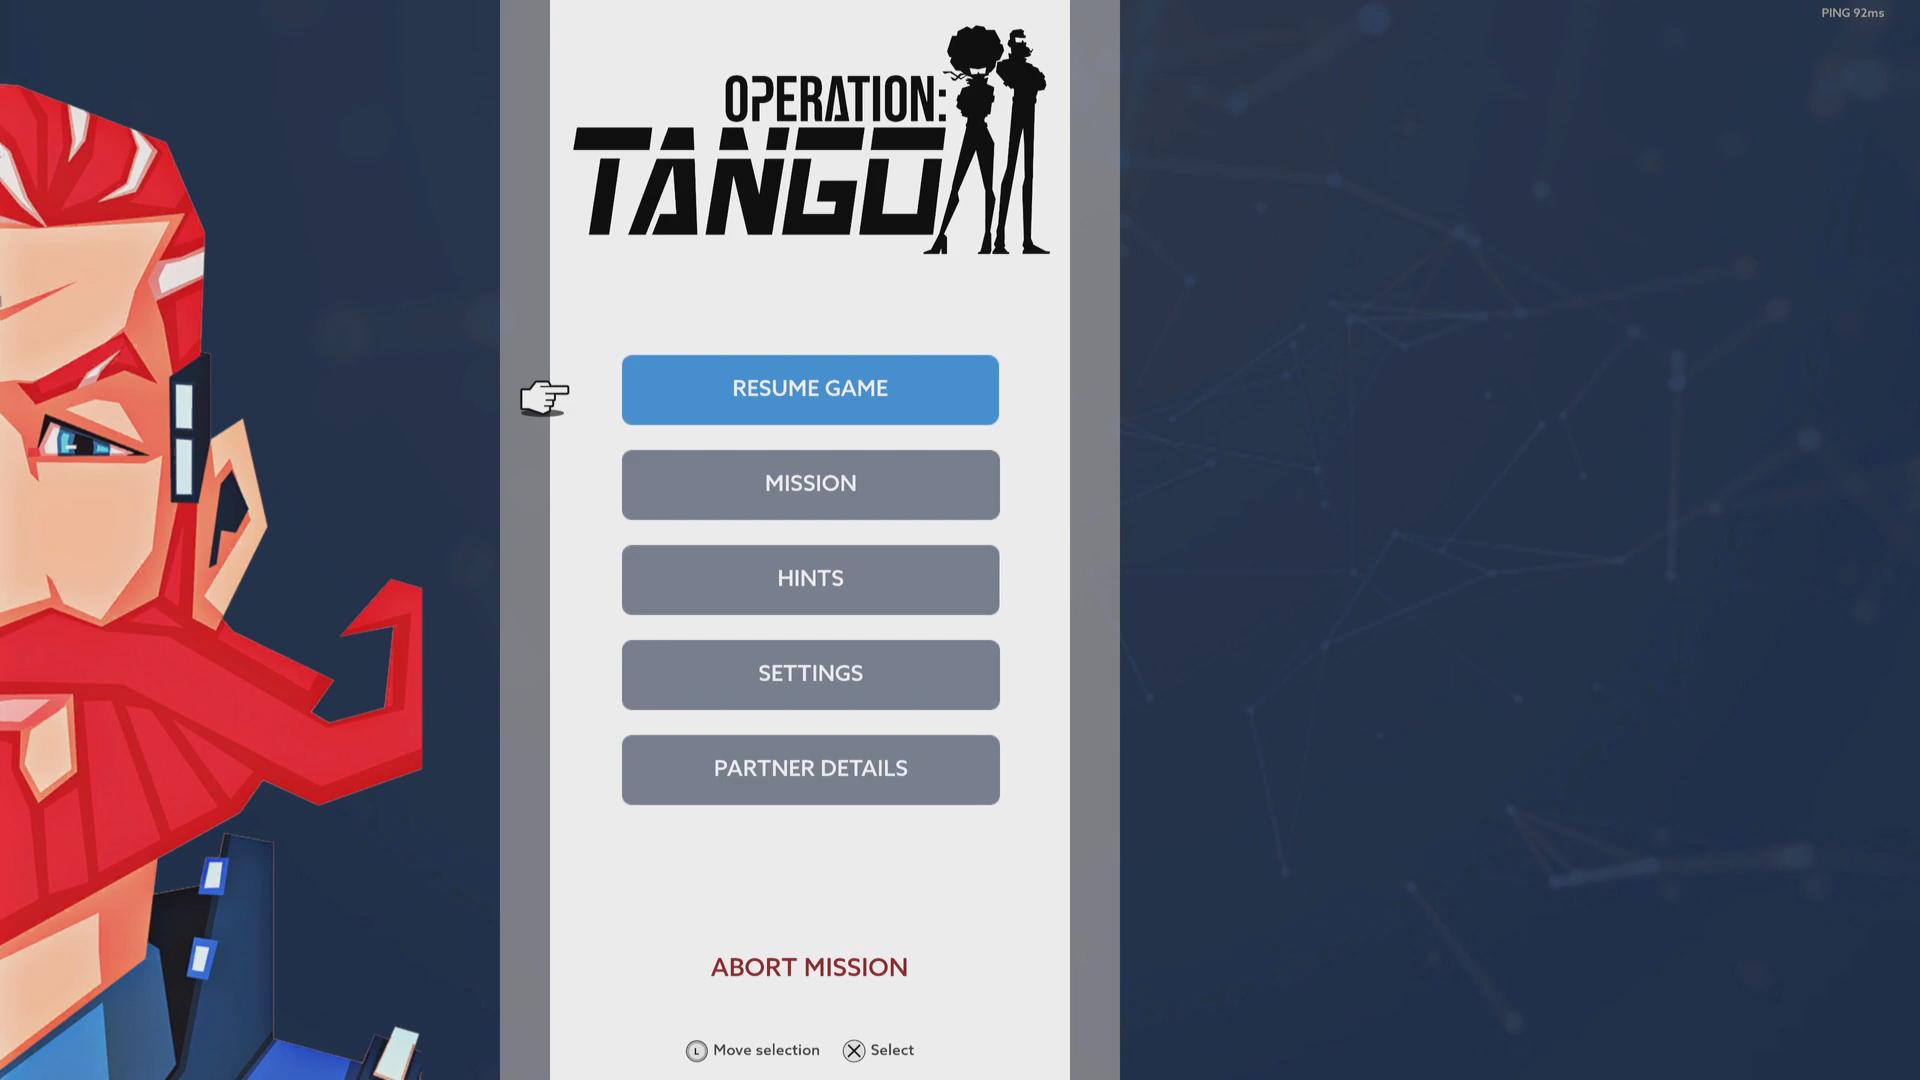 PING 92ms
OPERATION:
TANGO
RESUME GAME
MISSION
HINTS
SETTINGS
PARTNER DETAILS
ABORT MISSION
L Move selection Select